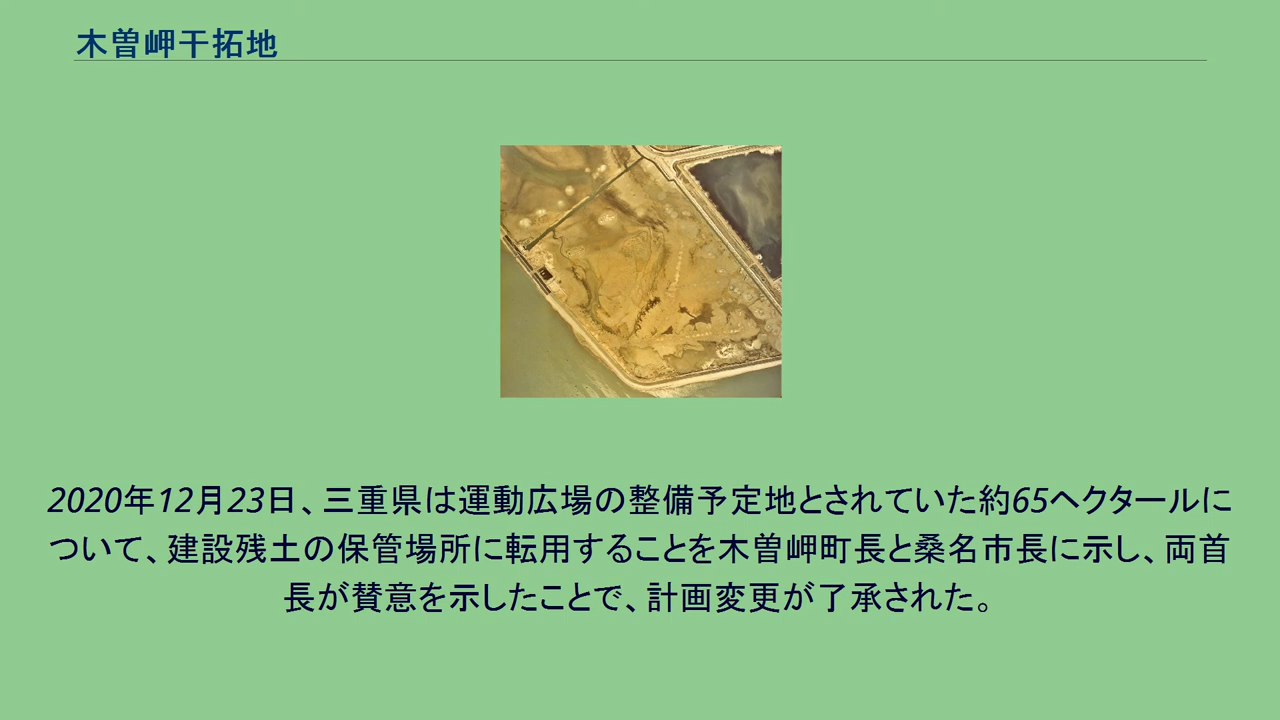 木曽岬干拓地
2020年12月23日、三重県は運動広場の整備予定地とされていた約65ヘクタールに
ついて、建設残土の保管場所に転用することを木曽岬町長と桑名市長に示し、両首
長が賛意を示したことで、計画変更が了承された。